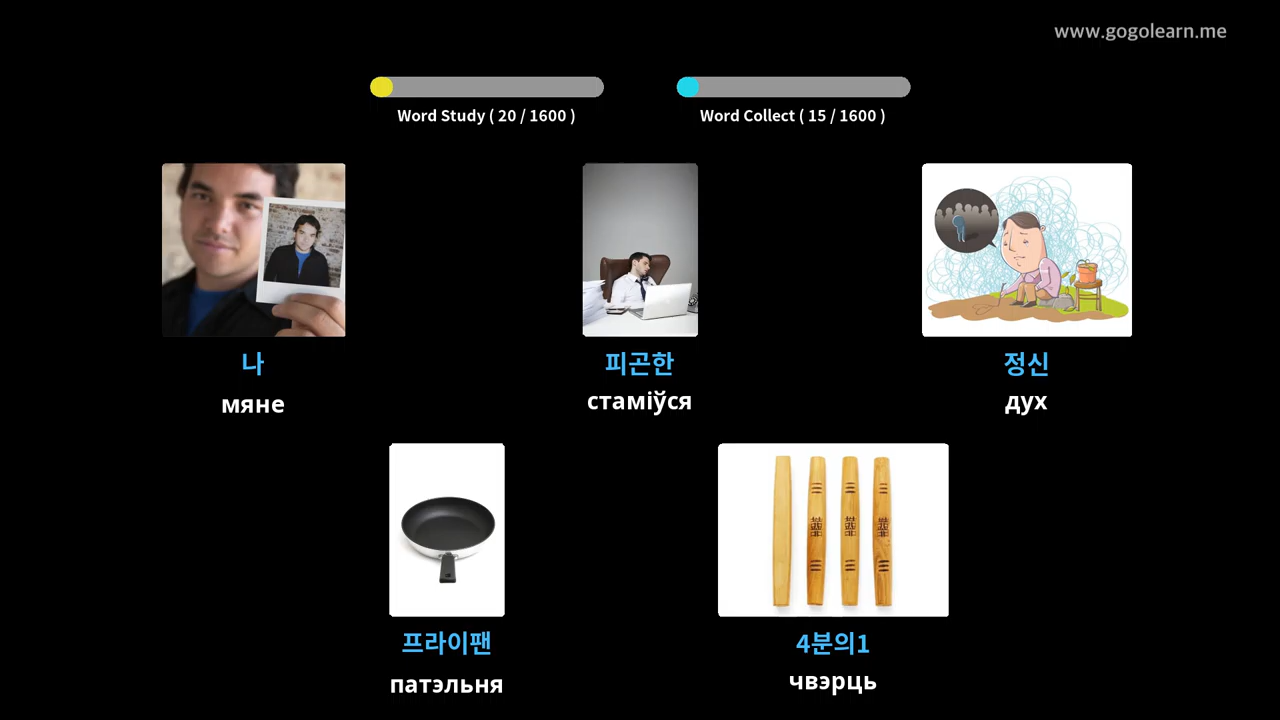 www.gogolearn.me
Word Study ( 20 / 1600 )
Word Collect ( 15 / 1600 )
나
피곤한
정신
мяне
стаміўся
дух
프라이팬
4분의1
патэльня
чвэрць